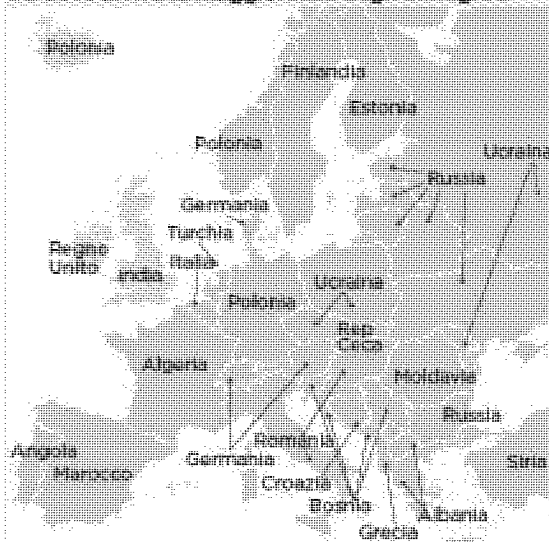 Polonia
Finlandia
Estonia
Polonia
Ucraina
Russia
Germania
Turchia
Regno
Unito
Italia
India
Ucraina
Polonia
Rep
Ceca
Algeria
Moldavia
Russia
Romania
Angola
Germania
Siria
Marocco
Croazia
Bosnia
Albania
Grecia